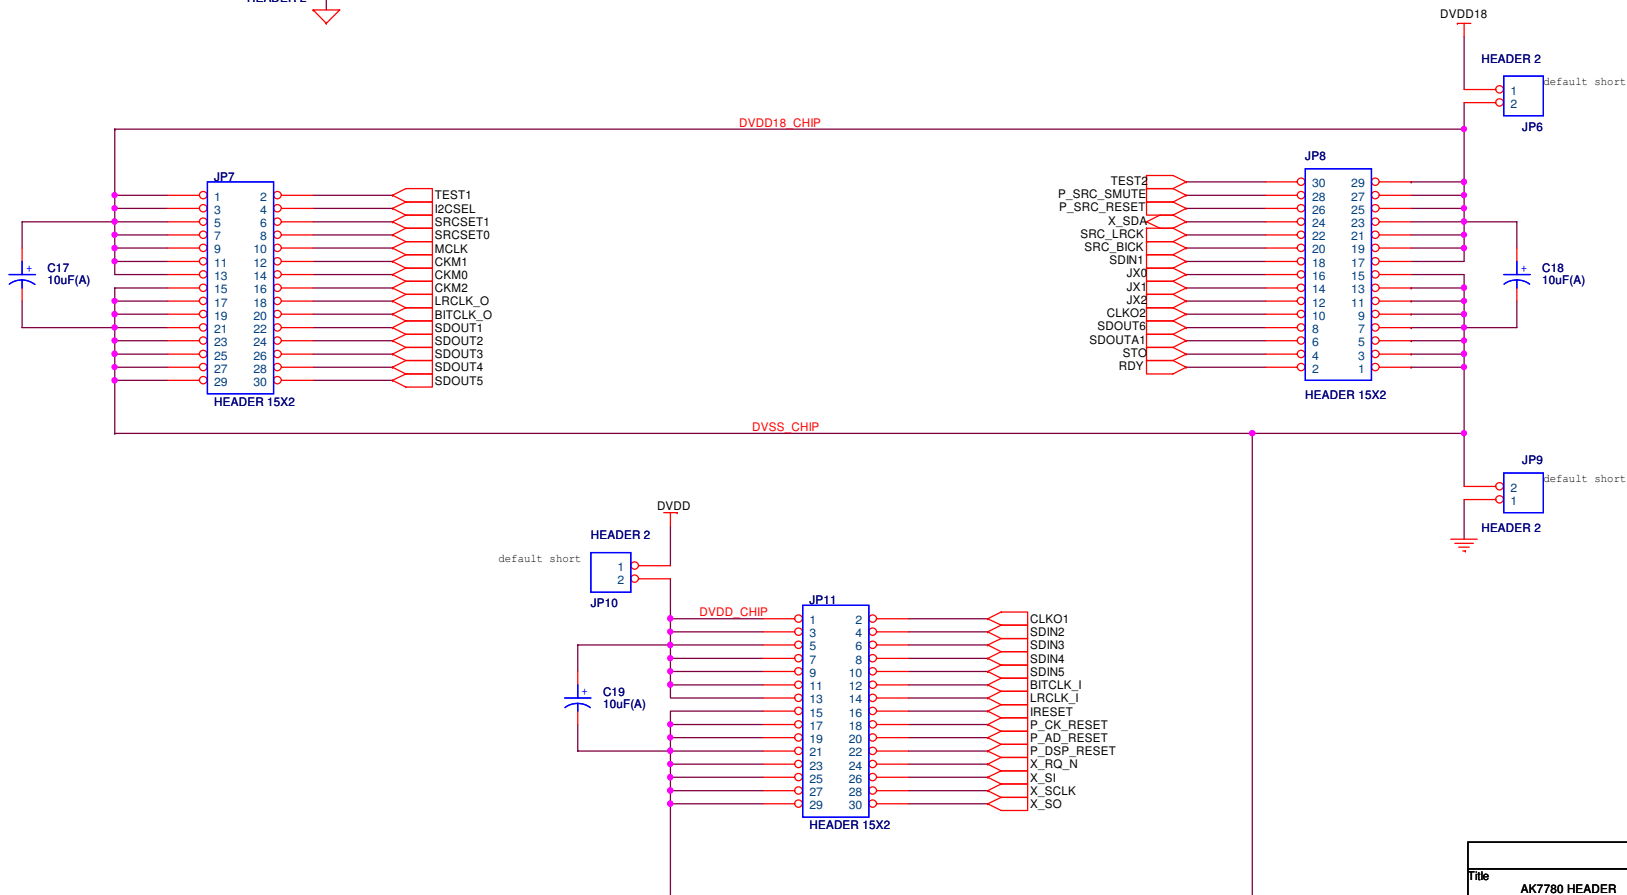 DVDD18
HEADER 2
default short
1
2
JP6
DVDD18_CHIP
JP7
1 2 TEST1
3 4 I2CSEL
5 6 SRCSET1
7 8 SRCSET0
9 10 MCLK
11 12 CKM1
13 14 CKM0
15 16 CKM2
17 18 LRCLK_O
19 20 BITCLK_O
21 22 SDOUT1
23 24 SDOUT2
25 26 SDOUT3
27 28 SDOUT4
29 30 SDOUT5
HEADER 15X2
+
C17
10uF(A)
JP8
TEST2 30 29
P_SRC_SMUTE 28 27
P_SRC_RESET 26 25
X_SDA 24 23
SRC_LRCK 22 21
SRC_BICK 20 19
SDIN1 18 17
JX0 16 15
JX1 14 13
JX2 12 11
CLKO2 10 9
SDOUT6 8 7
SDOUTA1 6 5
STO 4 3
RDY 2 1
HEADER 15X2
+
C18
10uF(A)
DVSS_CHIP
JP9
default short
2
1
HEADER 2
DVDD
HEADER 2
default short
1
2
JP10
DVDD_CHIP
JP11
1 2 CLKO1
3 4 SDIN2
5 6 SDIN3
7 8 SDIN4
9 10 SDIN5
11 12 BITCLK_I
13 14 LRCLK_I
15 16 IRESET
17 18 P_CK_RESET
19 20 P_AD_RESET
21 22 P_DSP_RESET
23 24 X_RQ_N
25 26 X_SI
27 28 X_SCLK
29 30 X_SO
HEADER 15X2
+
C19
10uF(A)
Title
AK7780 HEADER